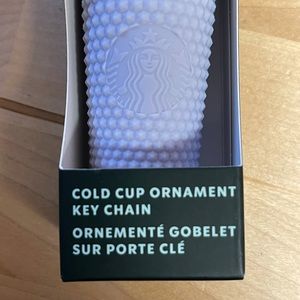 COLD CUP ORNAMENT
KEY CHAIN
ORNEMENTÉ GOBELET
SUR PORTE CLÉ